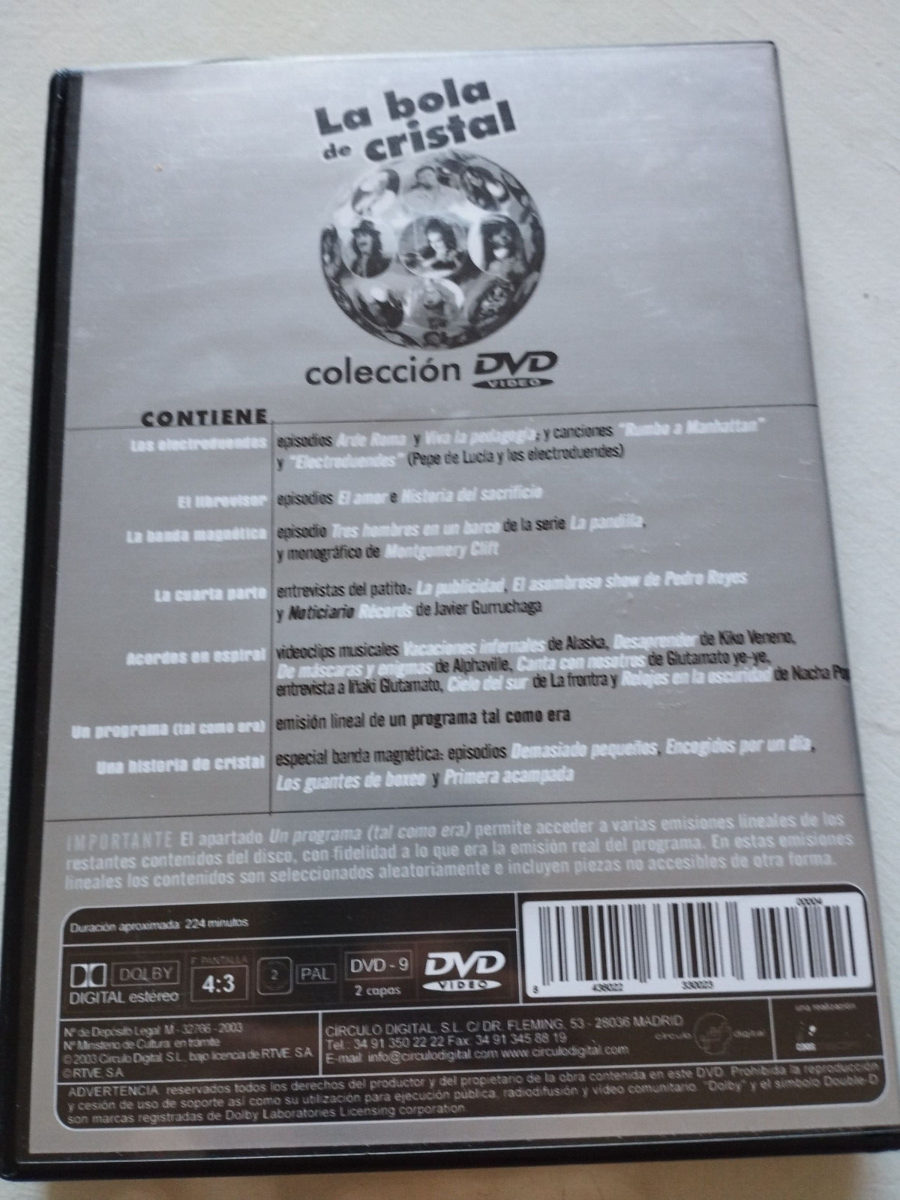 La bola
de cristal
colección DVD
VIDEO
CONTIENE
Los electroduendes episodios Arde Roma y Viva la pedagogía; y canciones "Rumbo a Manhattan"
y "Electroduendes" (Pepe de Lucía y los electroduendes)
El librovisor episodios El amor e Historia del sacrificio
La banda magnética episodio Tres hombres en un barco de la serie La pandilla,
y monográfico de Montgomery Clift
La cuarta parte entrevistas del patito: La publicidad, El asombroso show de Pedro Reyes
y Noticiario Récords de Javier Gurruchaga
Acordes en espiral videoclips musicales Vacaciones infernales de Alaska, Desaprender de Kiko Veneno,
De máscaras y enigmas de Alphaville, Canta con nosotros de Glutamato ye-ye,
entrevista a Iñaki Glutamato, Cielo del sur de La frontra y Relojes en la oscuridad de Nacha Pop
Un programa (tal como era) emisión lineal de un programa tal como era
Una historia de cristal especial banda magnética: episodios Demasiado pequeños, Encogidos por un día,
Los guantes de boxeo y Primera acampada
IMPORTANTE El apartado Un programa (tal como era) permite acceder a varias emisiones lineales de los
restantes contenidos del disco, con fidelidad a lo que era la emisión real del programa. En estas emisiones
lineales los contenidos son seleccionados aleatoriamente e incluyen piezas no accesibles de otra forma.
Duración aproximada: 224 minutos
DOLBY
DIGITAL estéreo
F. PANTALLA
4:3
2
PAL
DVD - 9
2 capas
DVD
VIDEO
00004
8 436022 330023
Nº de Depósito Legal: M - 32766 - 2003
Nº Ministerio de Cultura: en trámite
© 2003 Círculo Digital S.L., bajo licencia de RTVE S.A.
© RTVE, S.A.
CÍRCULO DIGITAL, S.L. C/ DR. FLEMING, 53 - 28036 MADRID
Tel.: 34 91 350 22 22 Fax: 34 91 345 88 19
E-mail: info@circulodigital.com www.circulodigital.com
círculo digital
una realización
ADVERTENCIA: reservados todos los derechos del productor y del propietario de la obra contenida en este DVD. Prohibida la reproducción
y cesión de uso de soporte así como su utilización para ejecución pública, radiodifusión y vídeo comunitario. "Dolby" y el símbolo Double-D
son marcas registradas de Dolby Laboratories Licensing corporation.